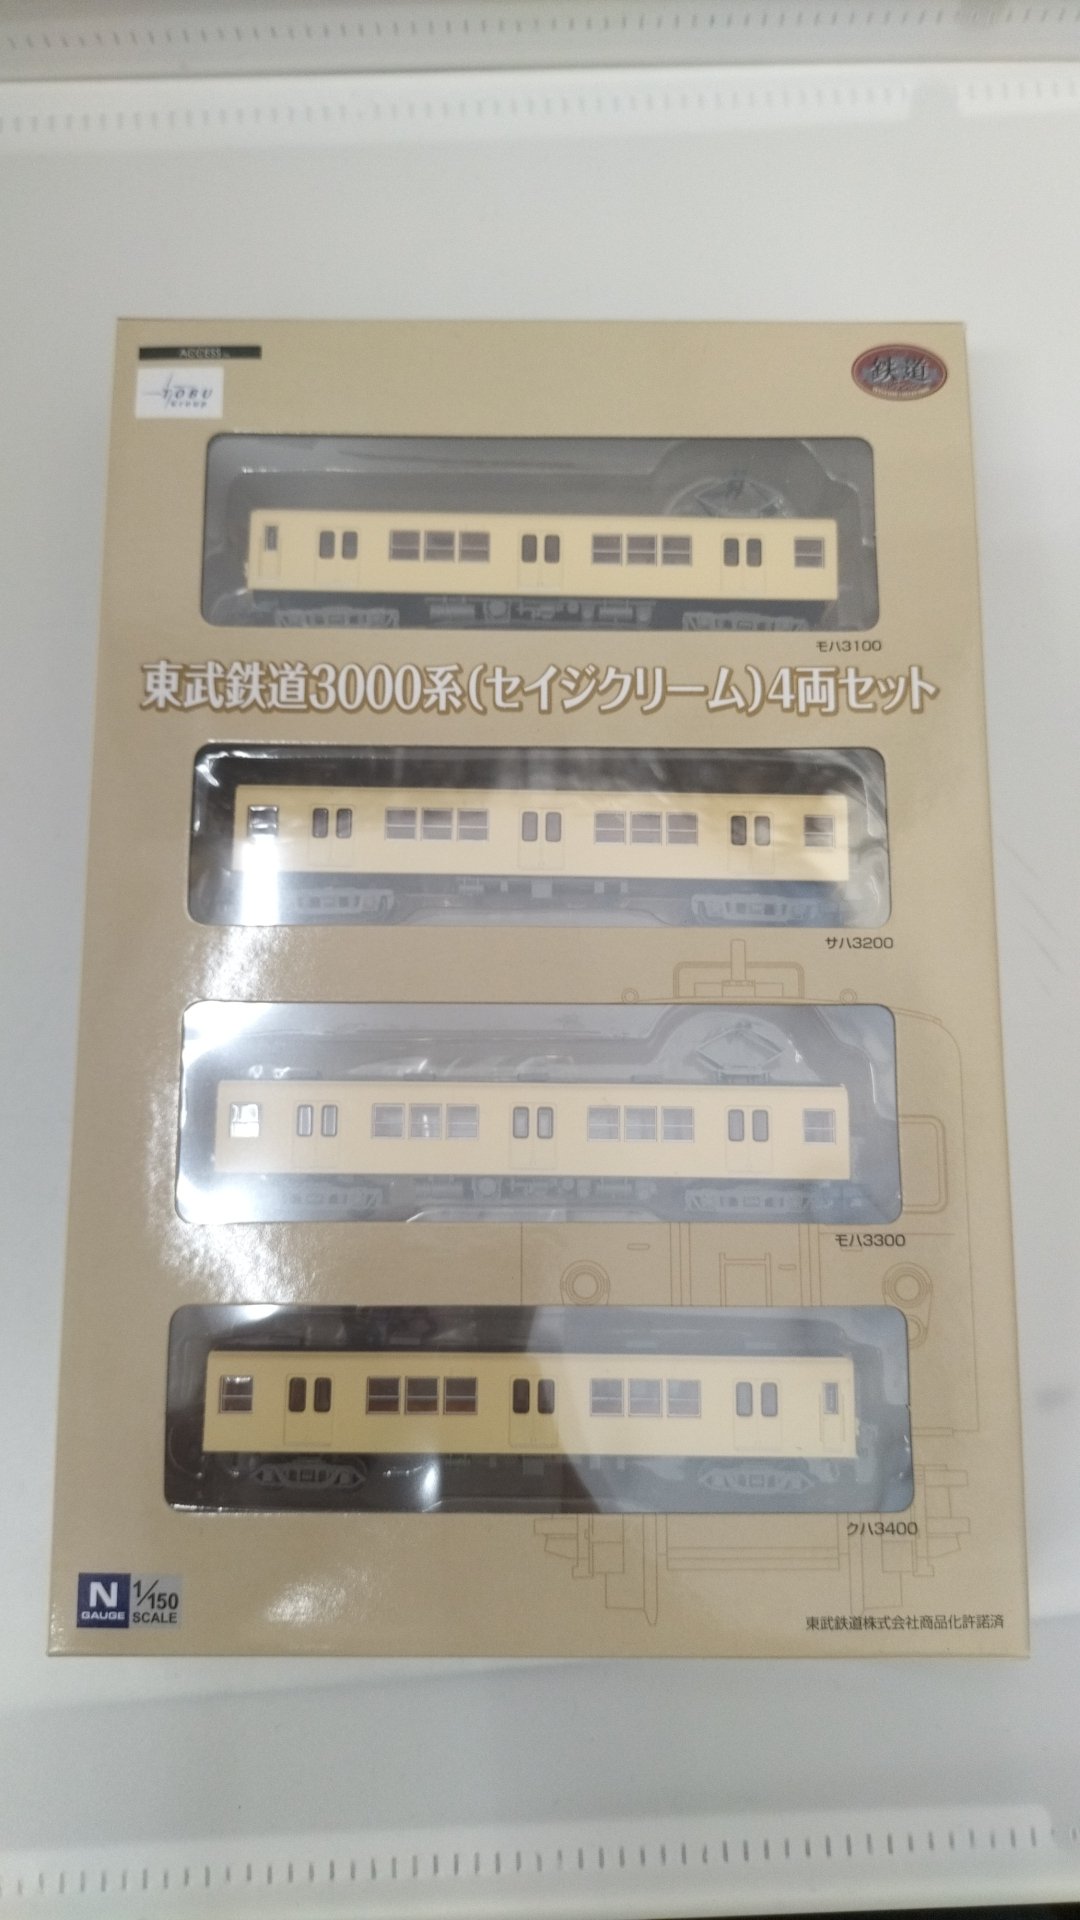 ACCESS
TOBU
Group
鉄道
モハ3100
東武鉄道3000系(セイジクリーム)4両セット
サハ3200
モハ3300
クハ3400
N
GAUGE
1/150
SCALE
東武鉄道株式会社商品化許諾済